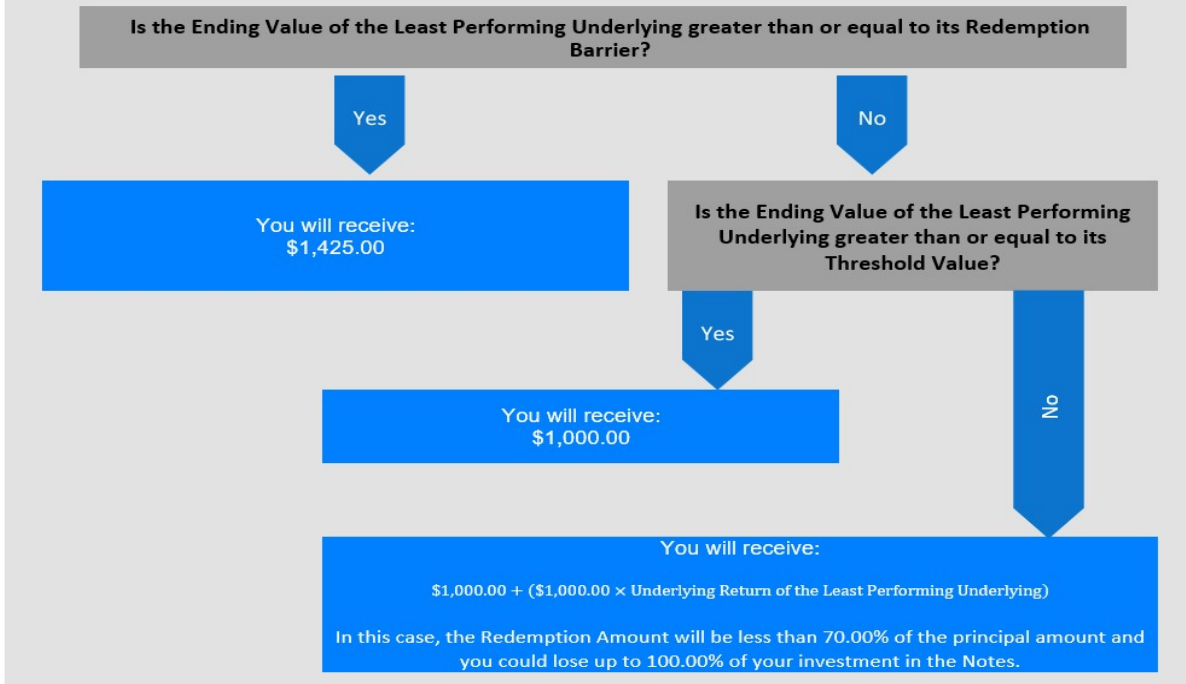 Is the Ending Value of the Least Performing Underlying greater than or equal to its Redemption
Barrier?
Yes
No
You will receive:
$1,425.00
Is the Ending Value of the Least Performing
Underlying greater than or equal to its
Threshold Value?
Yes
No
You will receive:
$1,000.00
You will receive:
$1,000.00 + ($1,000.00 × Underlying Return of the Least Performing Underlying)
In this case, the Redemption Amount will be less than 70.00% of the principal amount and
you could lose up to 100.00% of your investment in the Notes.